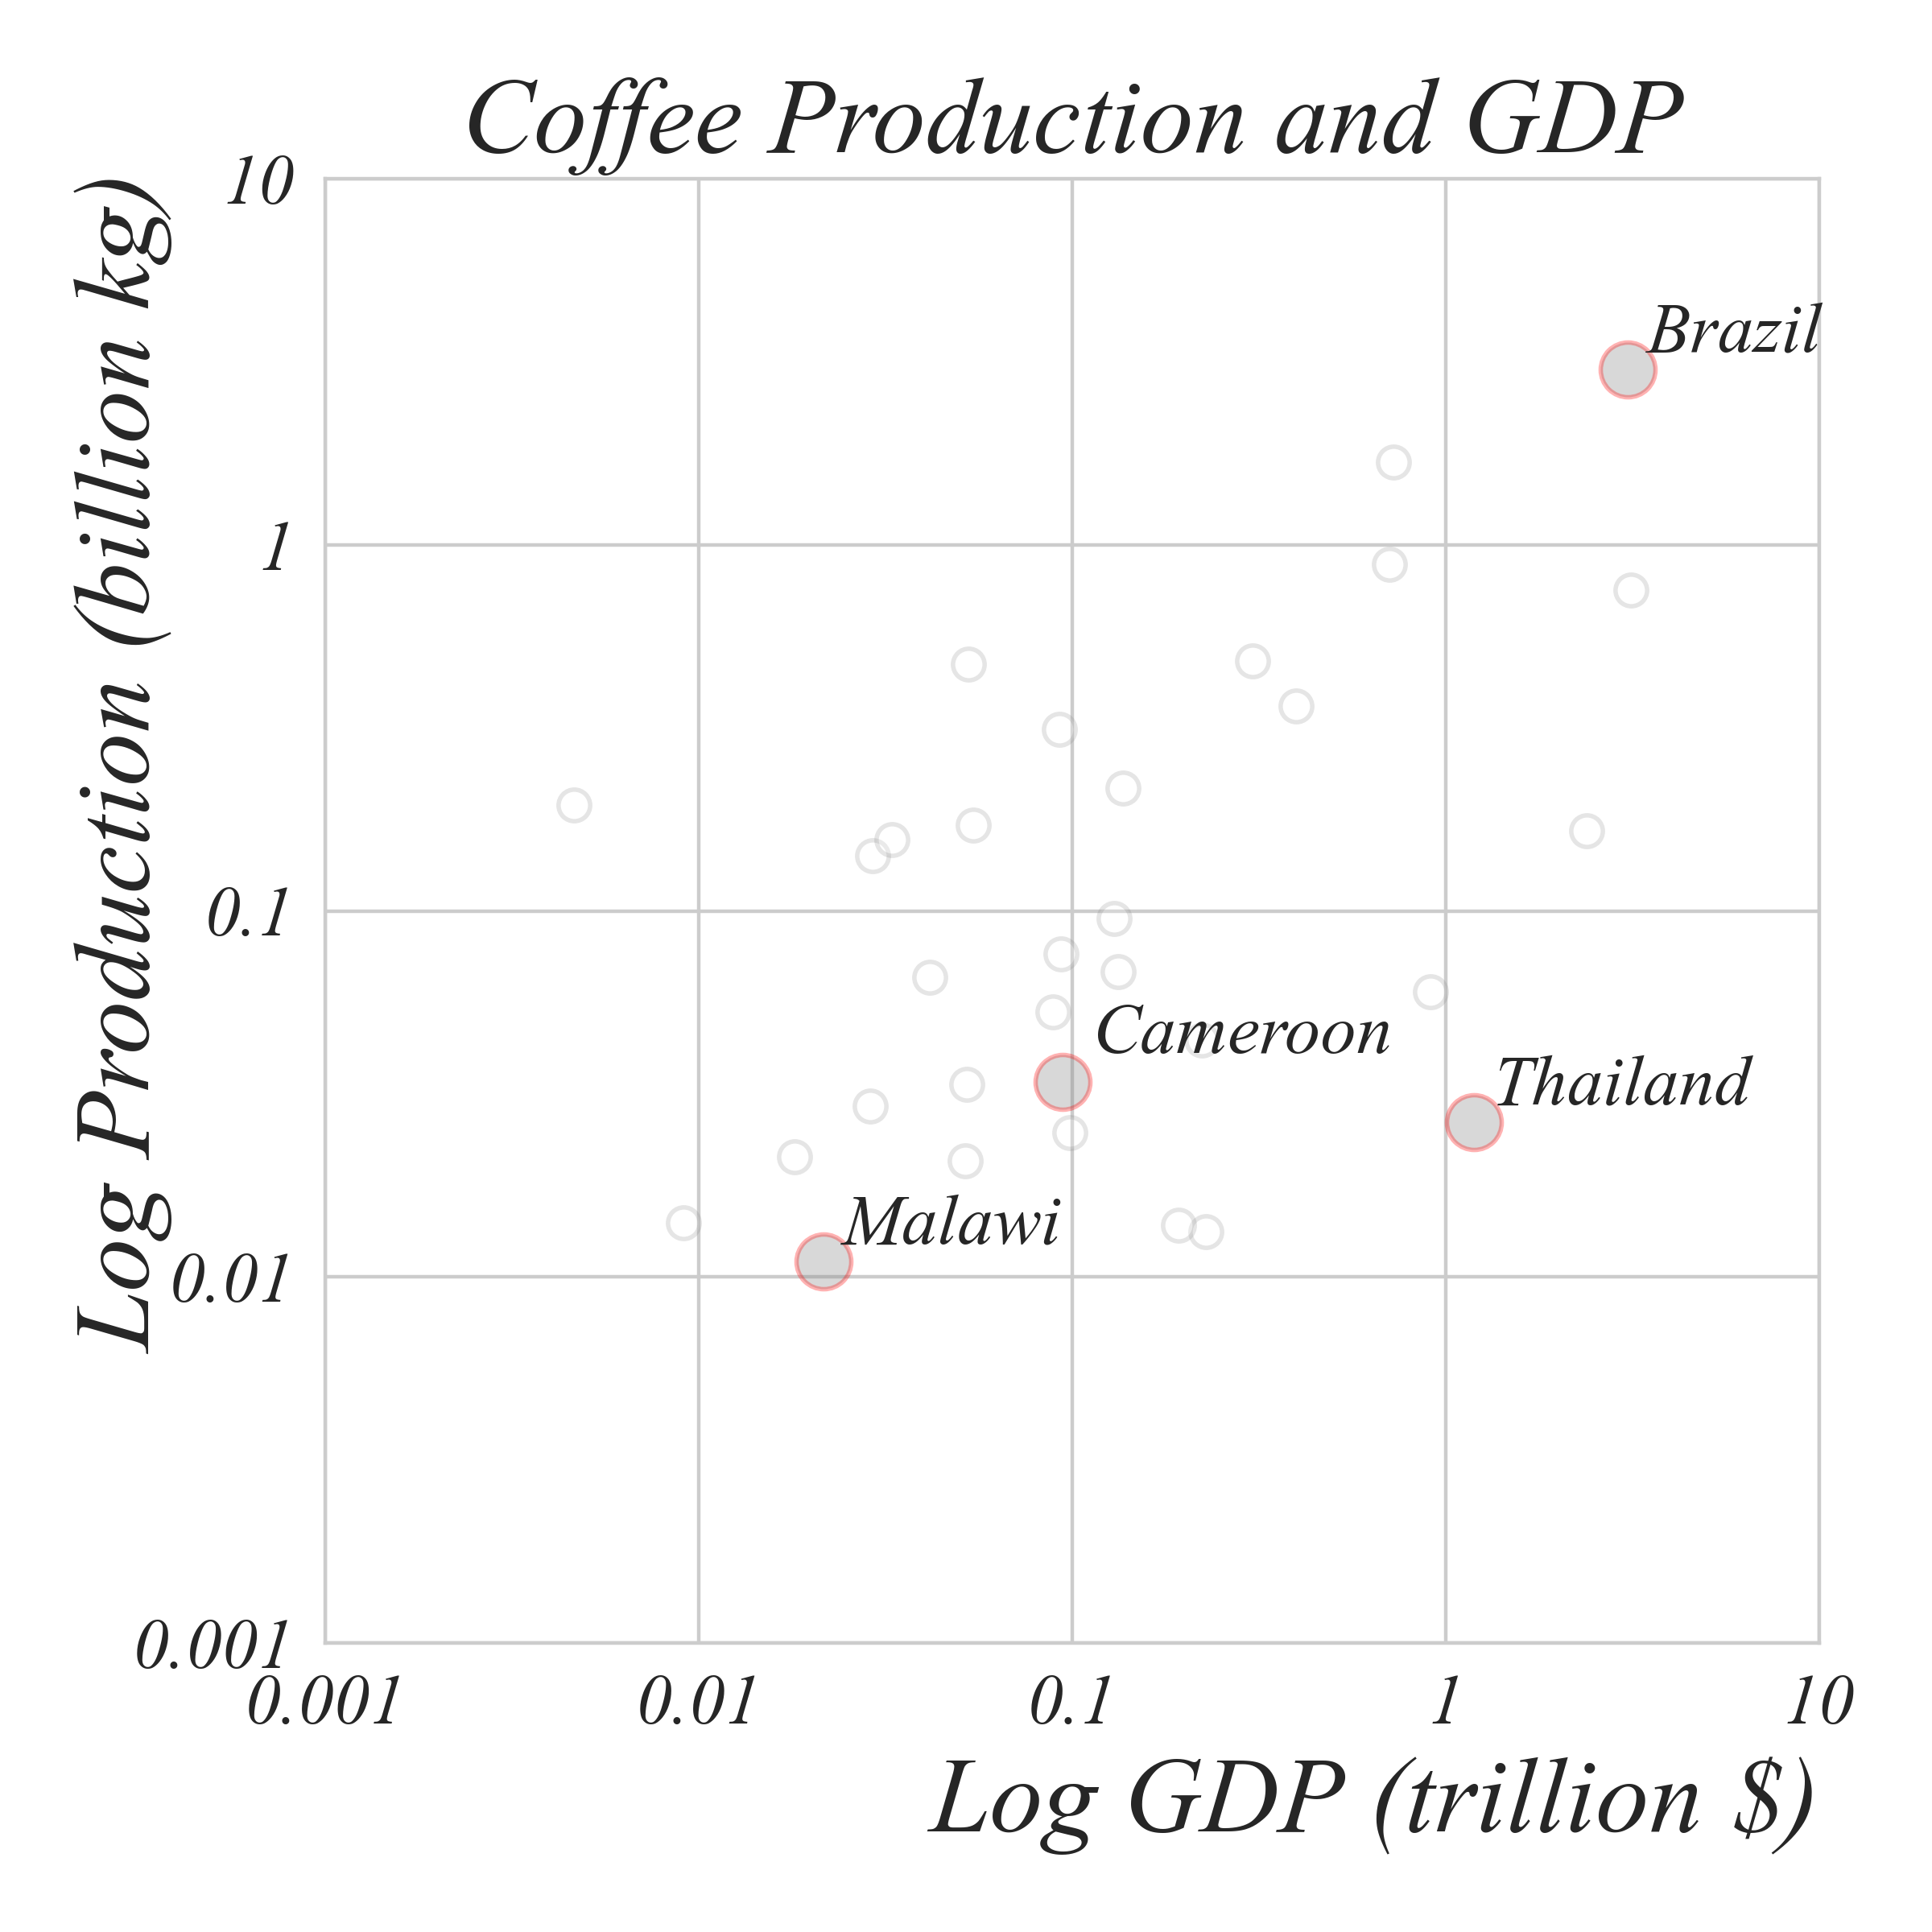 Coffee Production and GDP
Log Production (billion kg)
10
1
0.1
0.01
0.001
Brazil
Cameroon
Thailand
Malawi
0.001
0.01
0.1
1
10
Log GDP (trillion $)